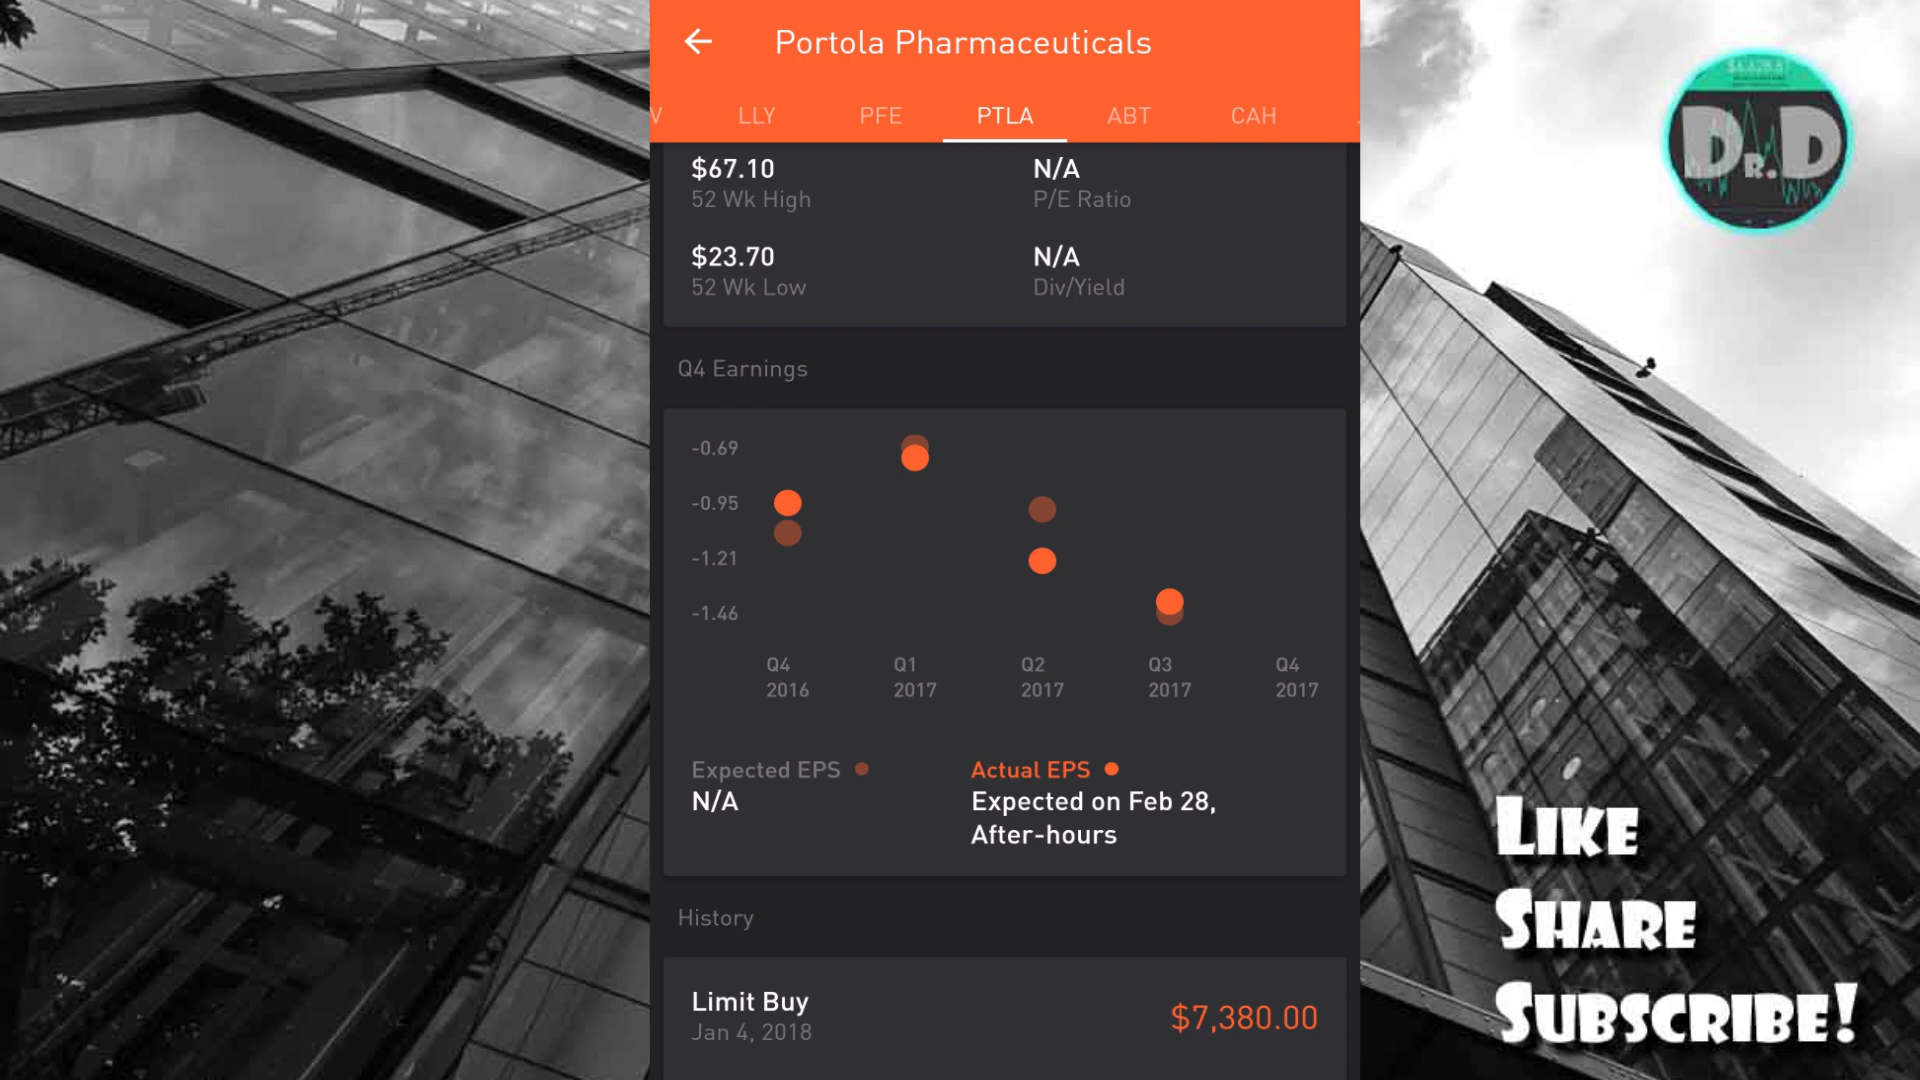 Portola Pharmaceuticals
V LLY PFE PTLA ABT CAH
$67.10 N/A
52 Wk High P/E Ratio
$23.70 N/A
52 Wk Low Div/Yield
Q4 Earnings
-0.69
-0.95
-1.21
-1.46
Q4 Q1 Q2 Q3 Q4
2016 2017 2017 2017 2017
Expected EPS Actual EPS
N/A Expected on Feb 28,
After-hours
History
Limit Buy $7,380.00
Jan 4, 2018
DR.D
LIKE
SHARE
SUBSCRIBE!